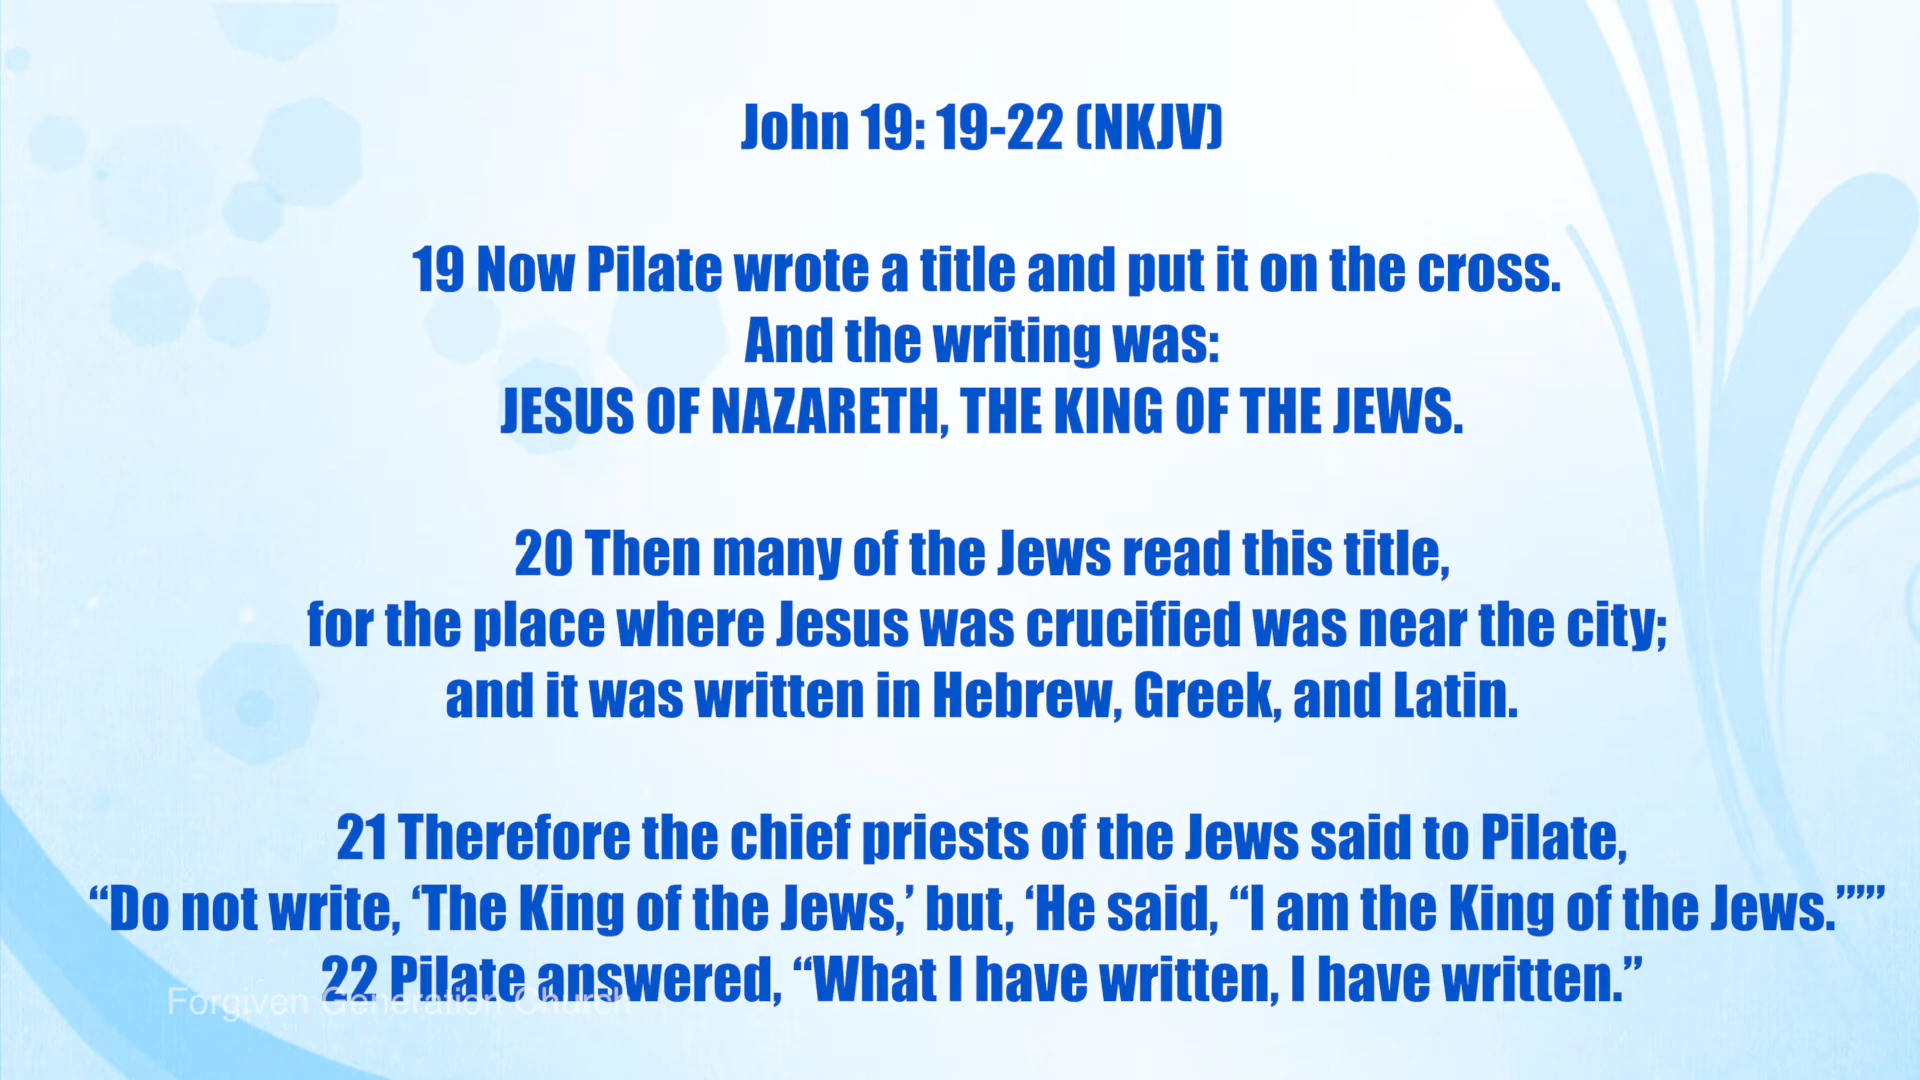 John 19: 19-22 (NKJV)
19 Now Pilate wrote a title and put it on the cross.
And the writing was:
JESUS OF NAZARETH, THE KING OF THE JEWS.
20 Then many of the Jews read this title,
for the place where Jesus was crucified was near the city;
and it was written in Hebrew, Greek, and Latin.
21 Therefore the chief priests of the Jews said to Pilate,
“Do not write, ‘The King of the Jews,’ but, ‘He said, “I am the King of the Jews.”’”
22 Pilate answered, “What I have written, I have written.”
Forgiven Generation Church